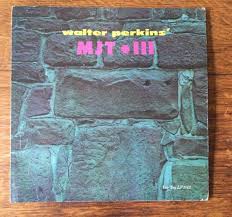 walter perkins'
MJT + III